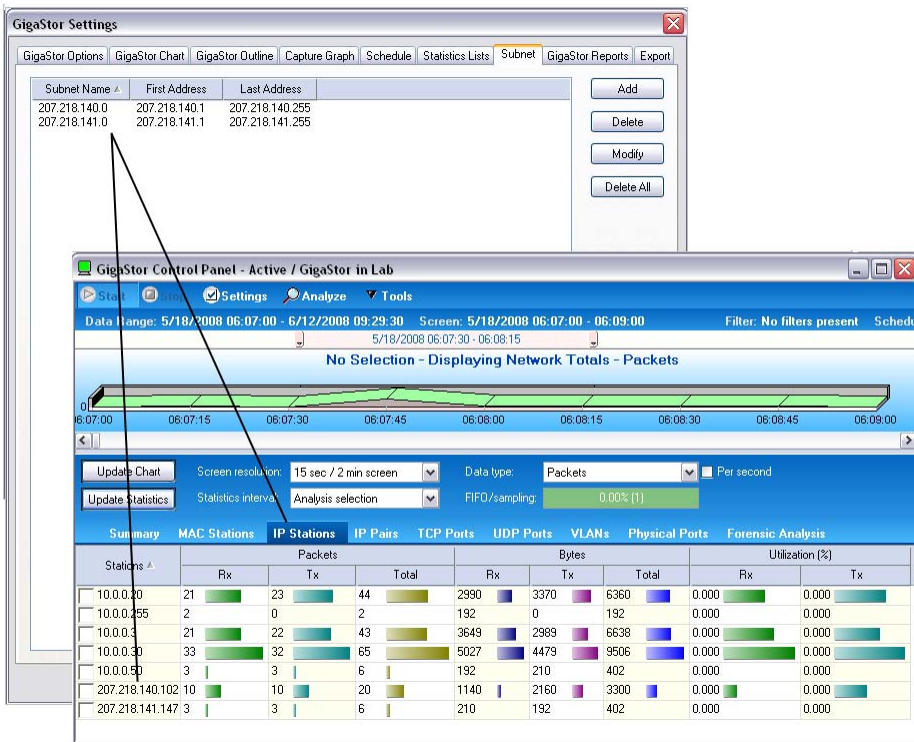 GigaStor Settings
GigaStor Options GigaStor Chart GigaStor Outline Capture Graph Schedule Statistics Lists Subnet GigaStor Reports Export
Subnet Name First Address Last Address
207.218.140.0 207.218.140.1 207.218.140.255
207.218.141.0 207.218.141.1 207.218.141.255
Add
Delete
Modify
Delete All
GigaStor Control Panel - Active / GigaStor in Lab
Start Stop Settings Analyze Tools
Data Range: 5/18/2008 06:07:00 - 6/12/2008 09:29:30 Screen: 5/18/2008 06:07:00 - 06:09:00 Filter: No filters present Schedu
5/18/2008 06:07:30 - 06:08:15
No Selection - Displaying Network Totals - Packets
0
06:07:00 06:07:15 06:07:30 06:07:45 06:08:00 06:08:15 06:08:30 06:08:45 06:09:00
Update Chart Screen resolution: 15 sec / 2 min screen Data type: Packets Per second
Update Statistics Statistics interval: Analysis selection FIFO/sampling: 0.00% (1)
Summary MAC Stations IP Stations IP Pairs TCP Ports UDP Ports VLANs Physical Ports Forensic Analysis
Stations Packets Bytes Utilization (%)
Rx Tx Total Rx Tx Total Rx Tx
10.0.0.20 21 23 44 2990 3370 6360 0.000 0.000
10.0.0.255 2 0 2 192 0 192 0.000 0.000
10.0.0.3 21 22 43 3649 2989 6638 0.000 0.000
10.0.0.30 33 32 65 5027 4479 9506 0.000 0.000
10.0.0.50 3 3 6 192 210 402 0.000 0.000
207.218.140.102 10 10 20 1140 2160 3300 0.000 0.000
207.218.141.147 3 3 6 210 192 402 0.000 0.000